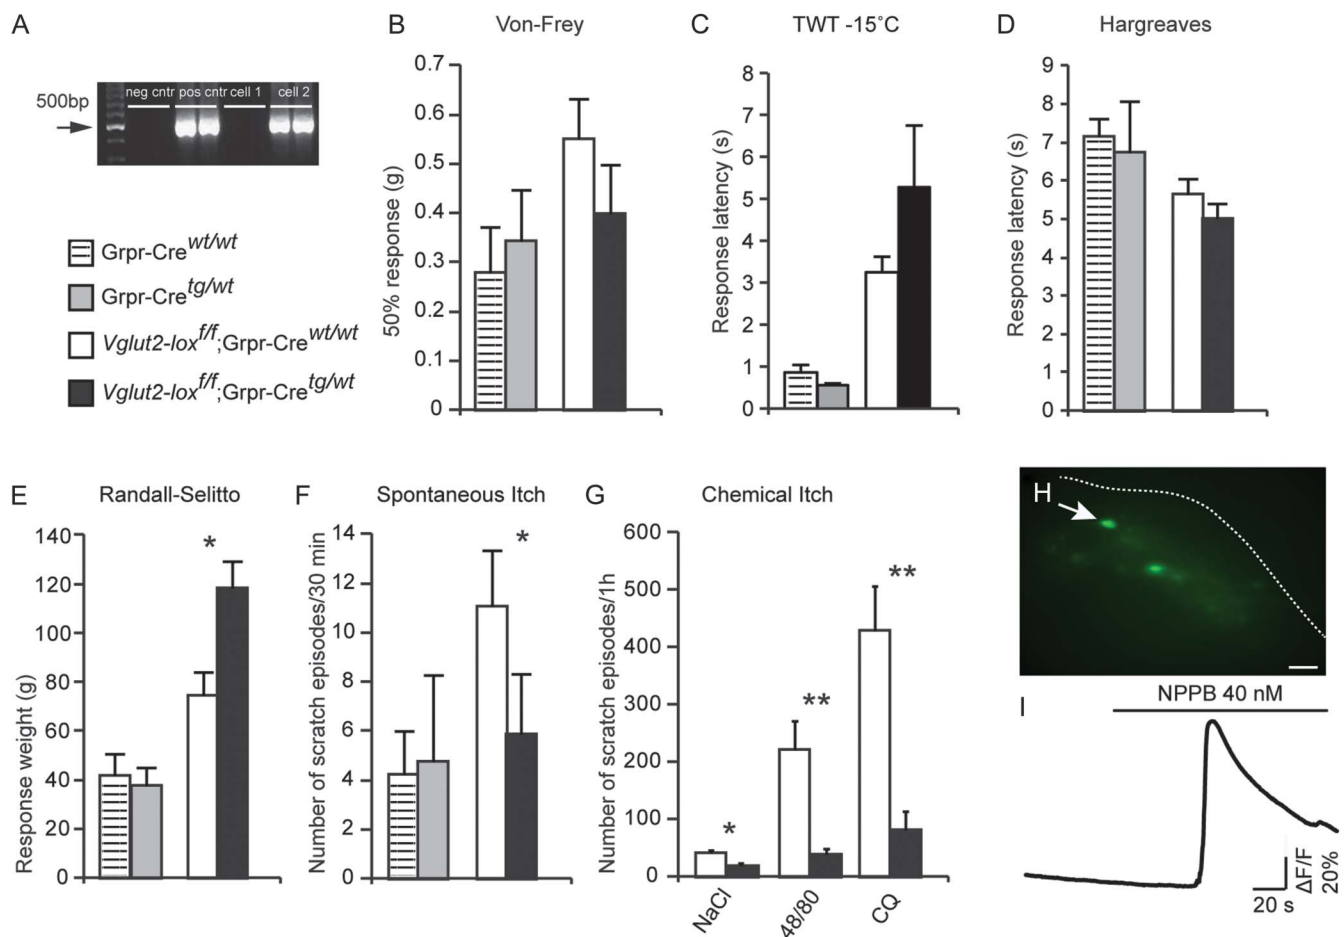 A
500bp
neg cntr pos cntr cell 1 cell 2
Grpr-Cre wt/wt
Grpr-Cre tg/wt
Vglut2-lox f/f;Grpr-Cre wt/wt
Vglut2-lox f/f;Grpr-Cre tg/wt
B Von-Frey
50% response (g)
0.7
0.6
0.5
0.4
0.3
0.2
0.1
0
C TWT -15°C
Response latency (s)
8
7
6
5
4
3
2
1
0
D Hargreaves
Response latency (s)
9
8
7
6
5
4
3
2
1
0
E Randall-Selitto
Response weight (g)
140
120
100
80
60
40
20
0
*
F Spontaneous Itch
Number of scratch episodes/30 min
14
12
10
8
6
4
2
0
*
G Chemical Itch
Number of scratch episodes/1h
600
500
400
300
200
100
0
*
**
**
NaCl
48/80
CQ
H
I
NPPB 40 nM
ΔF/F
20%
20 s